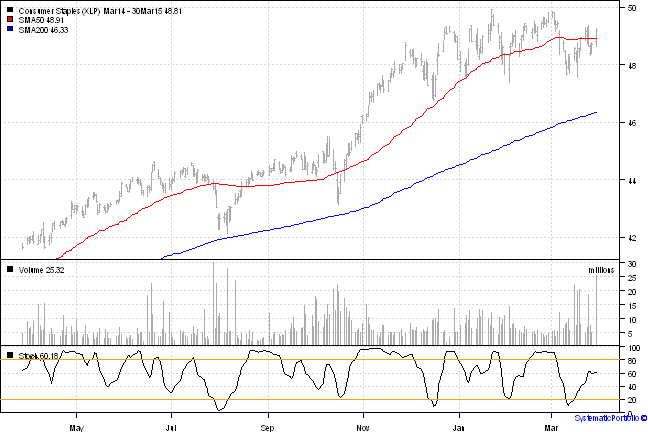 Consumer Staples (XLP) Mar14 - 30Mar15 48.81
SMA50 48.91
SMA200 46.33
50
48
46
44
42
Volume 25.32
millions
30
25
20
15
10
5
Stock 60.18
100
80
60
40
20
0
May
Jul
Sep
Nov
Jan
Mar
SystematicPortfolio ©